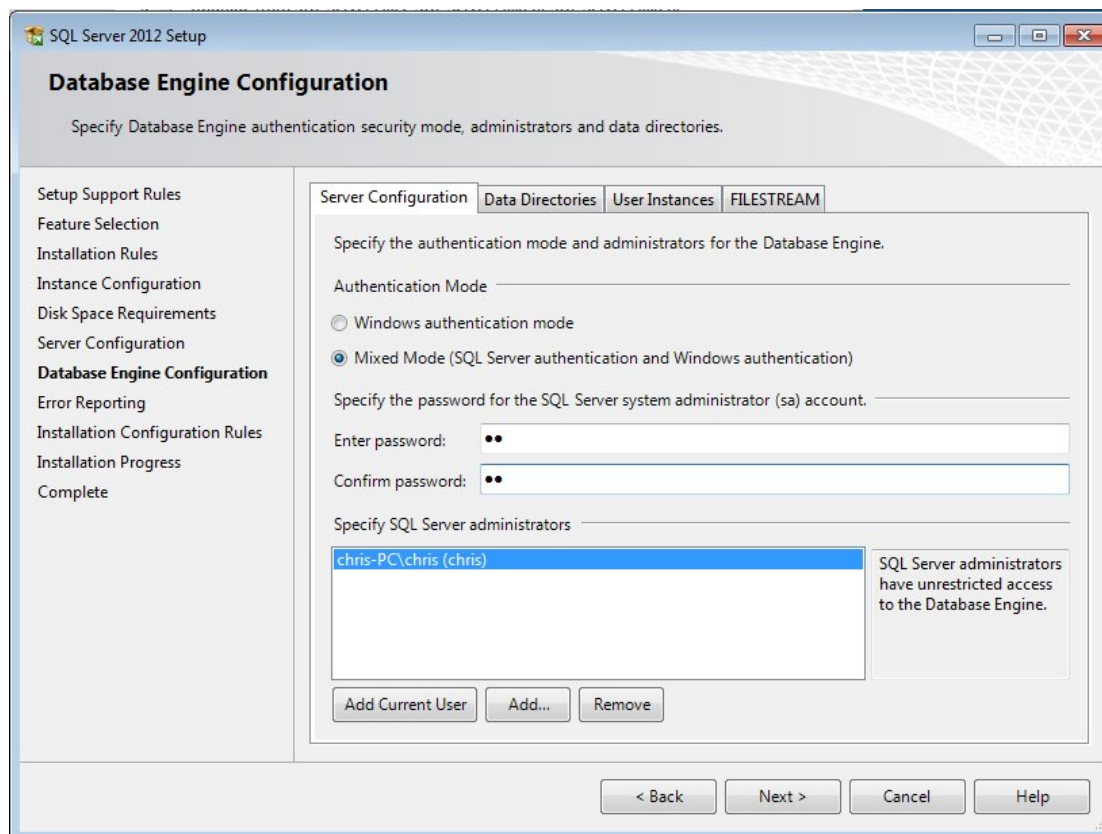 SQL Server 2012 Setup
Database Engine Configuration
Specify Database Engine authentication security mode, administrators and data directories.
Setup Support Rules
Feature Selection
Installation Rules
Instance Configuration
Disk Space Requirements
Server Configuration
Database Engine Configuration
Error Reporting
Installation Configuration Rules
Installation Progress
Complete
Server Configuration Data Directories User Instances FILESTREAM
Specify the authentication mode and administrators for the Database Engine.
Authentication Mode
Windows authentication mode
Mixed Mode (SQL Server authentication and Windows authentication)
Specify the password for the SQL Server system administrator (sa) account.
Enter password: ●●
Confirm password: ●●
Specify SQL Server administrators
chris-PC\chris (chris)
SQL Server administrators
have unrestricted access
to the Database Engine.
Add Current User Add... Remove
< Back Next > Cancel Help